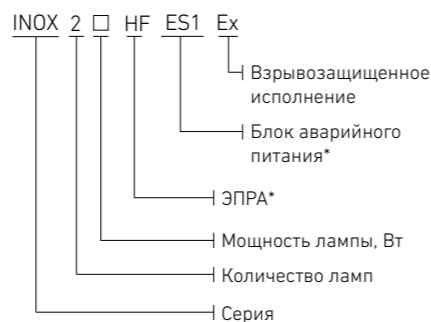 INOX 2 □ HF ES1 Ex
Взрывозащищенное
исполнение
Блок аварийного
питания*
ЭПРА*
Мощность лампы, Вт
Количество ламп
Серия